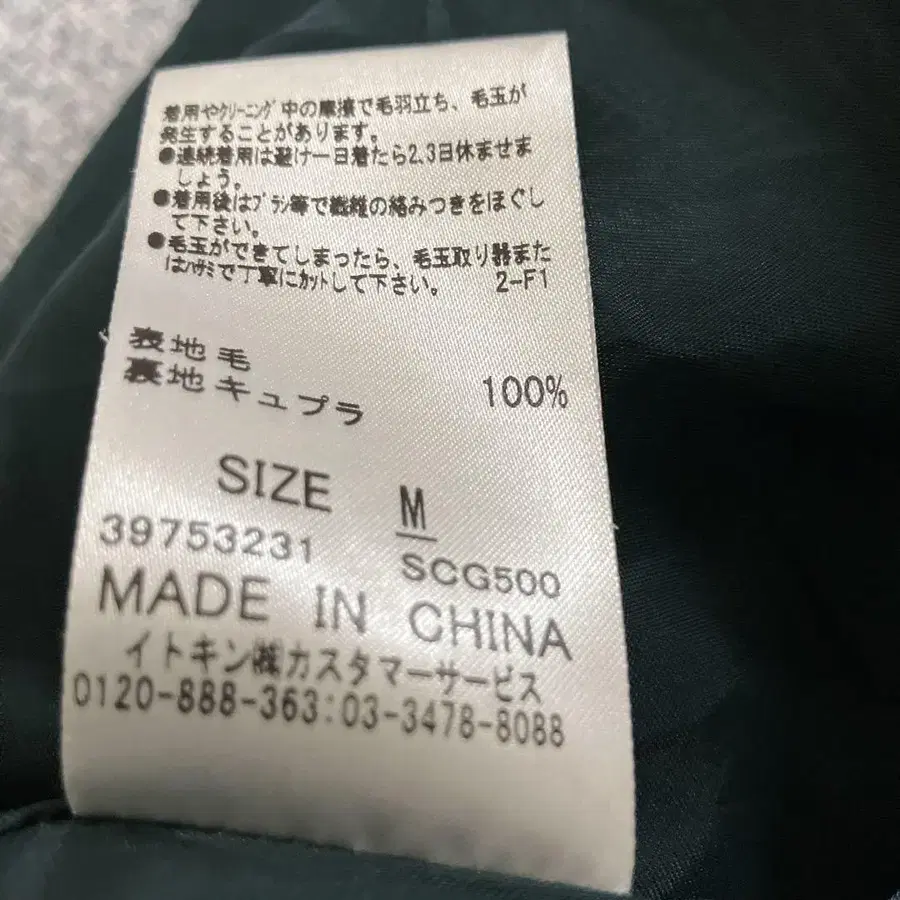 着用やクリーニング中の摩擦で毛羽立ち、毛玉が
発生することがあります。
●連続着用は避け一日着たら2,3日休ませま
しょう。
●着用後はブラシ等で繊維の絡みつきをほぐし
て下さい。
●毛玉ができてしまったら、毛玉取り器また
はハサミで丁寧にカットして下さい。 2-F1
表地 毛 100%
裏地 キュプラ
SIZE M
39753231 SCG500
MADE IN CHINA
イトキン㈱カスタマーサービス
0120-888-363:03-3478-8088